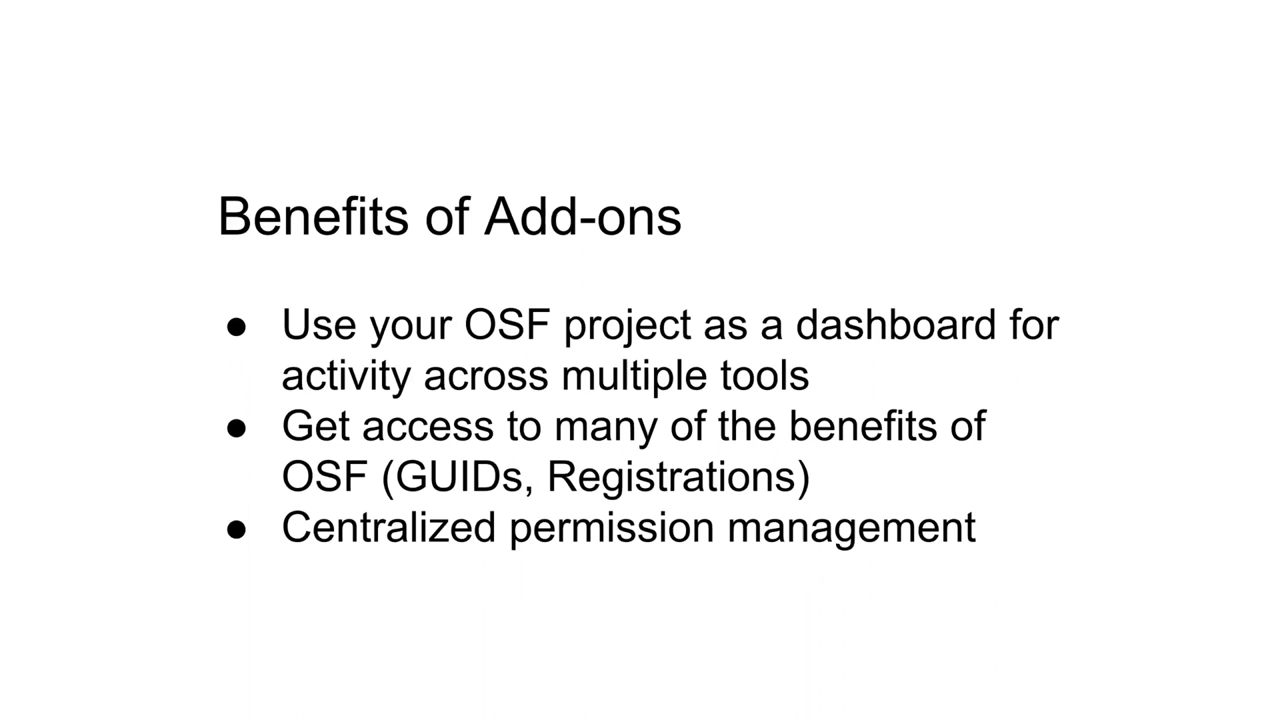 Benefits of Add-ons
● Use your OSF project as a dashboard for
activity across multiple tools
● Get access to many of the benefits of
OSF (GUIDs, Registrations)
● Centralized permission management